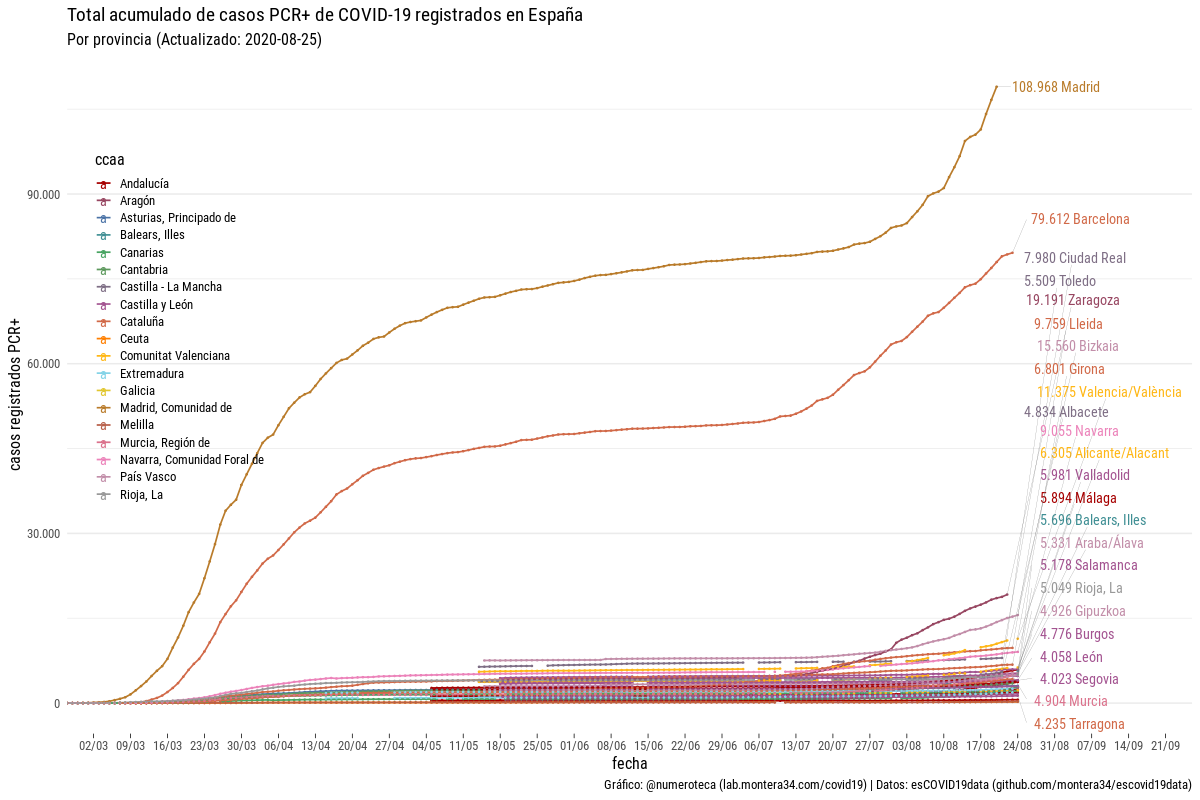 Total acumulado de casos PCR+ de COVID-19 registrados en España
Por provincia (Actualizado: 2020-08-25)
casos registrados PCR+
90.000
60.000
30.000
0
ccaa
Andalucía
Aragón
Asturias, Principado de
Balears, Illes
Canarias
Cantabria
Castilla - La Mancha
Castilla y León
Cataluña
Ceuta
Comunitat Valenciana
Extremadura
Galicia
Madrid, Comunidad de
Melilla
Murcia, Región de
Navarra, Comunidad Foral de
País Vasco
Rioja, La
108.968 Madrid
79.612 Barcelona
7.980 Ciudad Real
5.509 Toledo
19.191 Zaragoza
9.759 Lleida
15.560 Bizkaia
6.801 Girona
11.375 Valencia/València
4.834 Albacete
9.055 Navarra
6.305 Alicante/Alacant
5.981 Valladolid
5.894 Málaga
5.696 Balears, Illes
5.331 Araba/Álava
5.178 Salamanca
5.049 Rioja, La
4.926 Gipuzkoa
4.776 Burgos
4.058 León
4.023 Segovia
4.904 Murcia
4.235 Tarragona
02/03 09/03 16/03 23/03 30/03 06/04 13/04 20/04 27/04 04/05 11/05 18/05 25/05 01/06 08/06 15/06 22/06 29/06 06/07 13/07 20/07 27/07 03/08 10/08 17/08 24/08 31/08 07/09 14/09 21/09
fecha
Gráfico: @numeroteca (lab.montera34.com/covid19) | Datos: esCOVID19data (github.com/montera34/escovid19data)